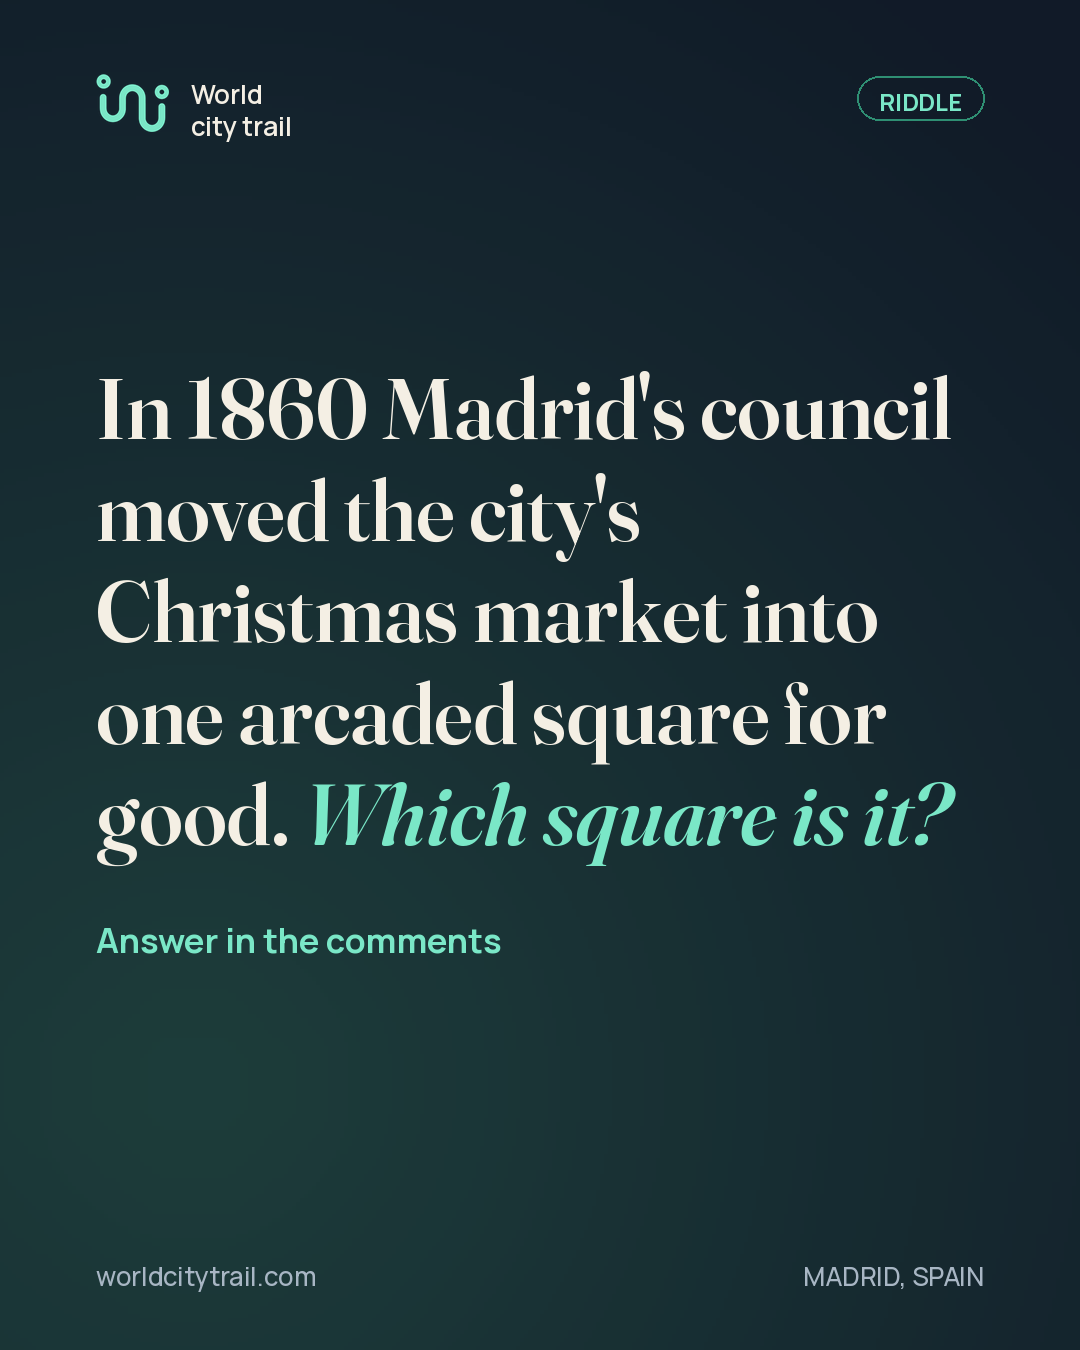 World
city trail
RIDDLE
In 1860 Madrid's council
moved the city's
Christmas market into
one arcaded square for
good. Which square is it?
Answer in the comments
worldcitytrail.com
MADRID, SPAIN